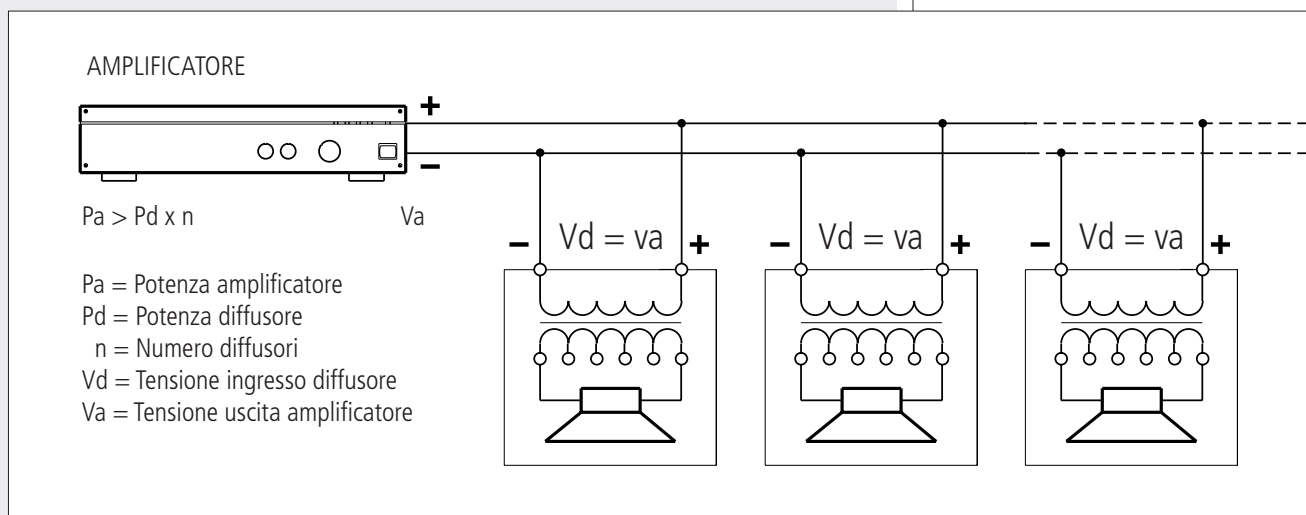 AMPLIFICATORE
+
−
Pa > Pd x n
Va
− Vd = va +
− Vd = va +
− Vd = va +
Pa = Potenza amplificatore
Pd = Potenza diffusore
n = Numero diffusori
Vd = Tensione ingresso diffusore
Va = Tensione uscita amplificatore